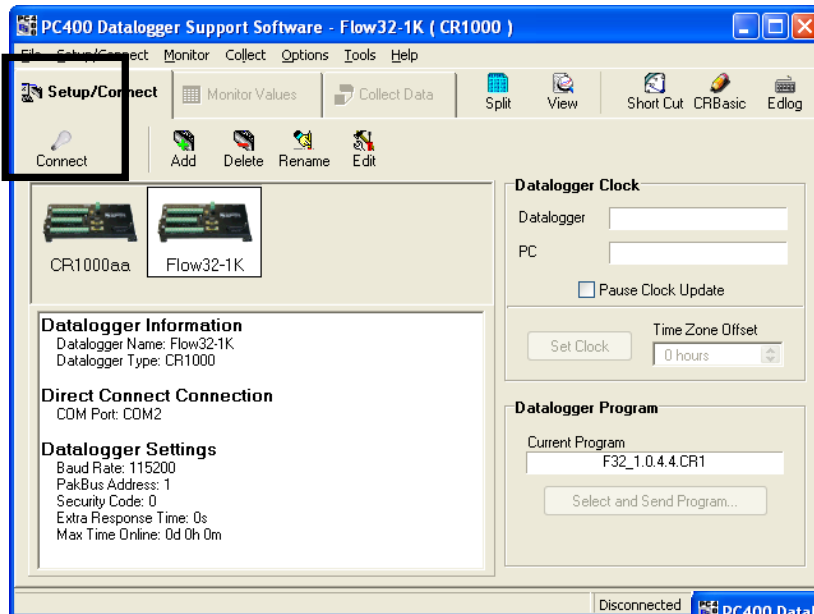 PC400 Datalogger Support Software - Flow32-1K ( CR1000 )
File Setup/Connect Monitor Collect Options Tools Help
Setup/Connect Monitor Values Collect Data Split View Short Cut CRBasic Edlog
Connect Add Delete Rename Edit
CR1000aa Flow32-1K
Datalogger Information
Datalogger Name: Flow32-1K
Datalogger Type: CR1000
Direct Connect Connection
COM Port: COM2
Datalogger Settings
Baud Rate: 115200
PakBus Address: 1
Security Code: 0
Extra Response Time: 0s
Max Time Online: 0d 0h 0m
Datalogger Clock
Datalogger
PC
Pause Clock Update
Set Clock
Time Zone Offset
0 hours
Datalogger Program
Current Program
F32_1.0.4.4.CR1
Select and Send Program...
Disconnected
PC400 Datal